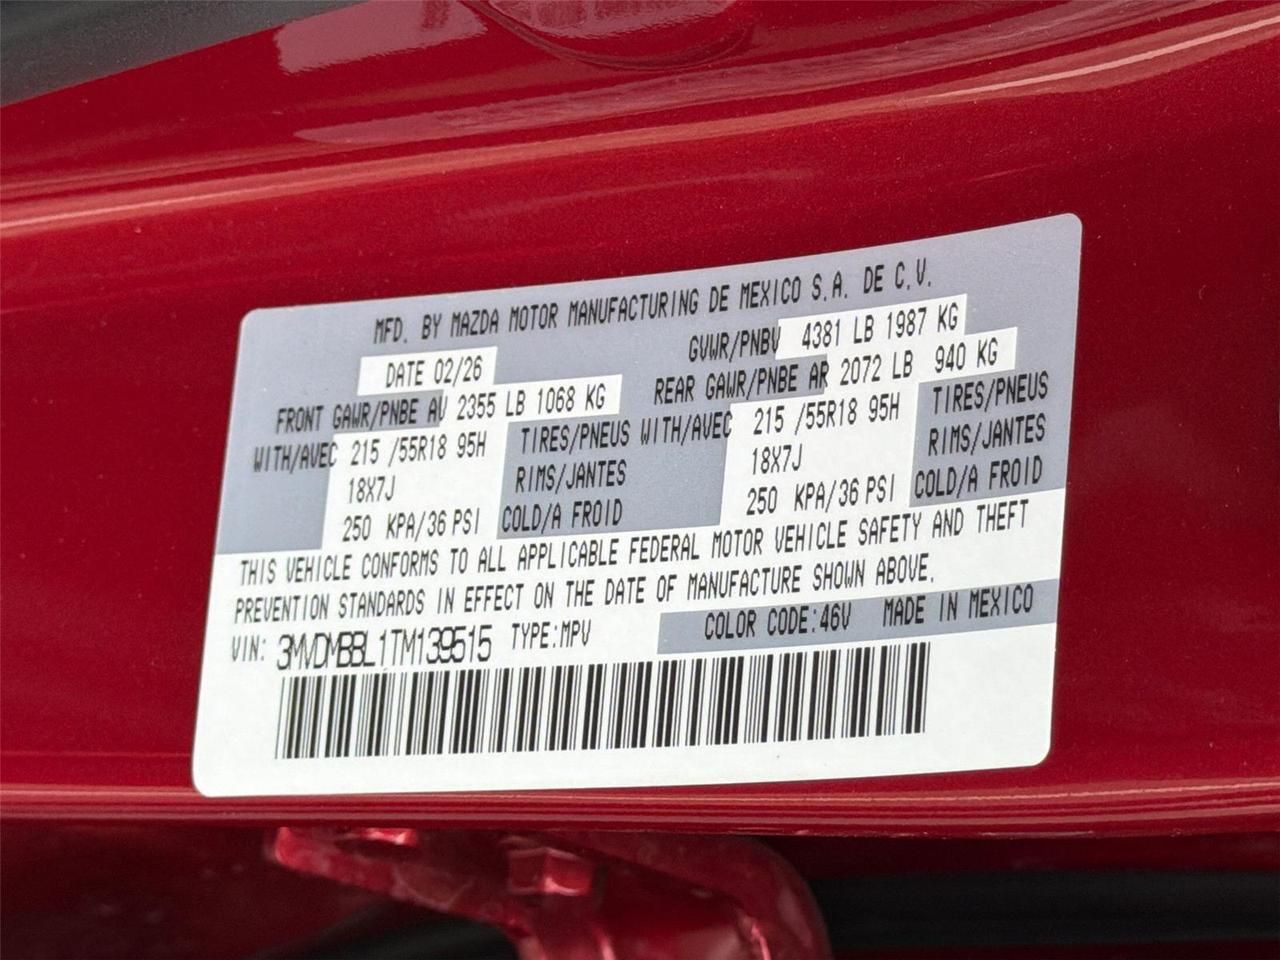 MFD. BY MAZDA MOTOR MANUFACTURING DE MEXICO S.A. DE C.V.
DATE 02/26 GVWR/PNBV 4381 LB 1987 KG
FRONT GAWR/PNBE AV 2355 LB 1068 KG REAR GAWR/PNBE AR 2072 LB 940 KG
WITH/AVEC 215 /55R18 95H TIRES/PNEUS WITH/AVEC 215 /55R18 95H TIRES/PNEUS
18X7J RIMS/JANTES 18X7J RIMS/JANTES
250 KPA/36 PSI COLD/A FROID 250 KPA/36 PSI COLD/A FROID
THIS VEHICLE CONFORMS TO ALL APPLICABLE FEDERAL MOTOR VEHICLE SAFETY AND THEFT
PREVENTION STANDARDS IN EFFECT ON THE DATE OF MANUFACTURE SHOWN ABOVE.
VIN: 3MVDMBBL1TM139515 TYPE:MPV COLOR CODE:46V MADE IN MEXICO